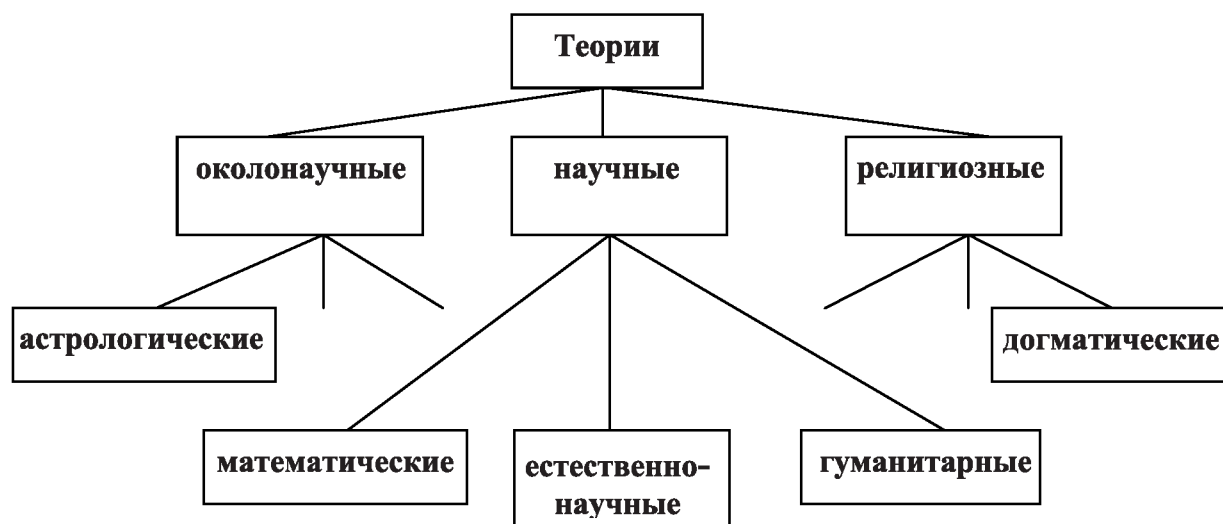 Теории
околонаучные
научные
религиозные
астрологические
догматические
математические
естественно-
научные
гуманитарные